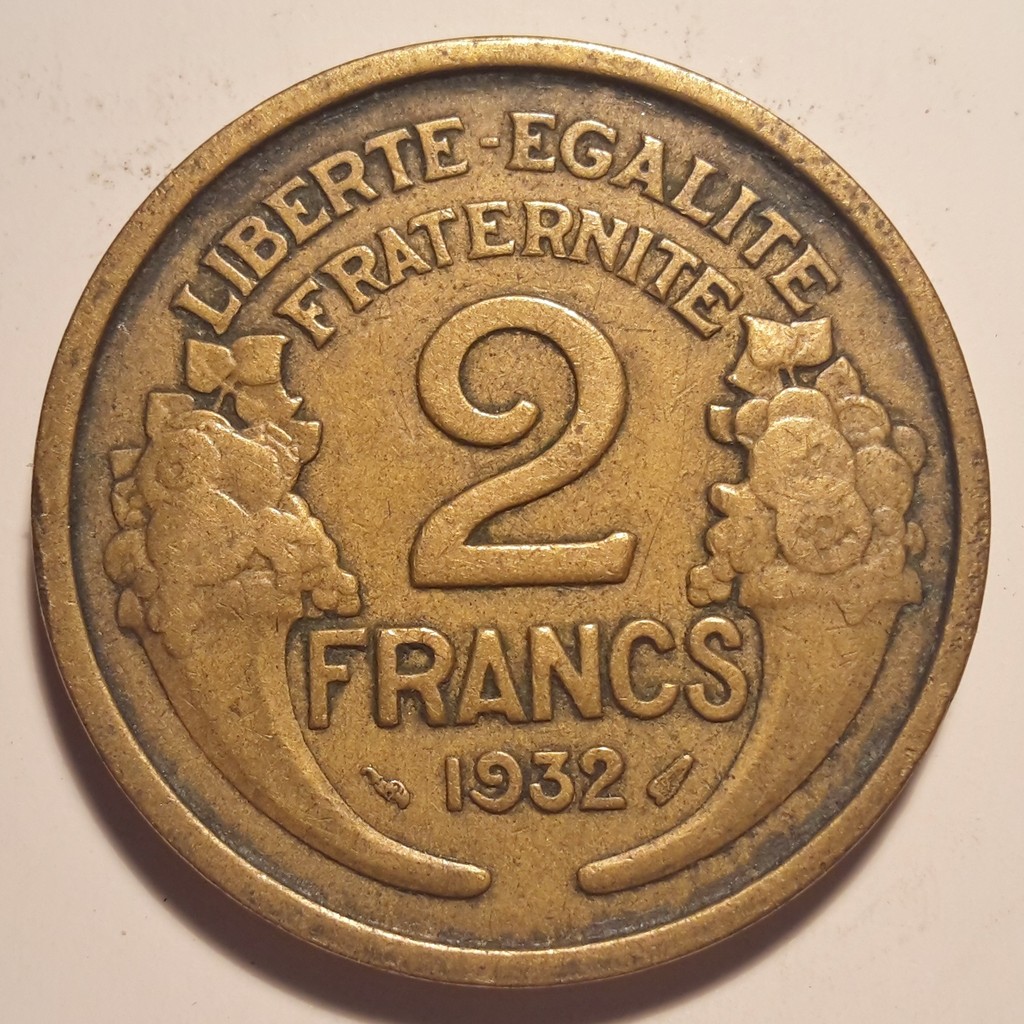 LIBERTE-EGALITE
FRATERNITE
2
FRANCS
1932